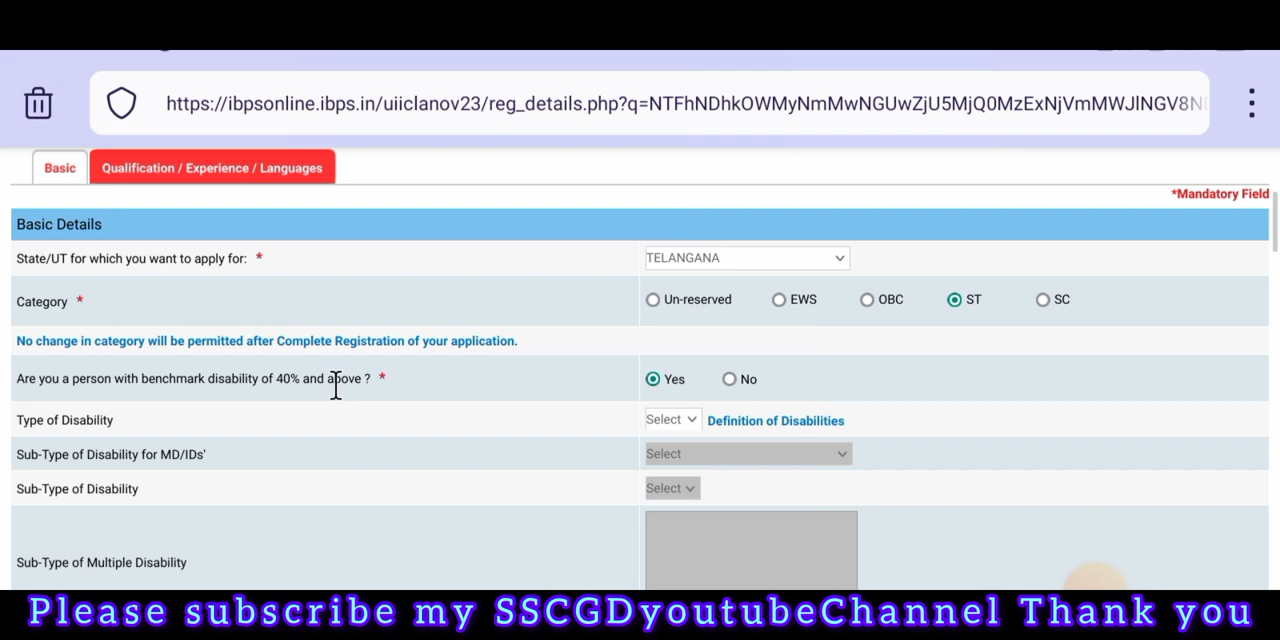 https://ibpsonline.ibps.in/uiiclanov23/reg_details.php?q=NTFhNDhkOWMyNmMwNGUwZjU5MjQ0MzExNjVmMWJlNGV8N
Basic Qualification / Experience / Languages
*Mandatory Field
Basic Details
State/UT for which you want to apply for: * TELANGANA
Category * Un-reserved EWS OBC ST SC
No change in category will be permitted after Complete Registration of your application.
Are you a person with benchmark disability of 40% and above ? * Yes No
Type of Disability Select Definition of Disabilities
Sub-Type of Disability for MD/IDs' Select
Sub-Type of Disability Select
Sub-Type of Multiple Disability
Please subscribe my SSCGDyoutubeChannel Thank you